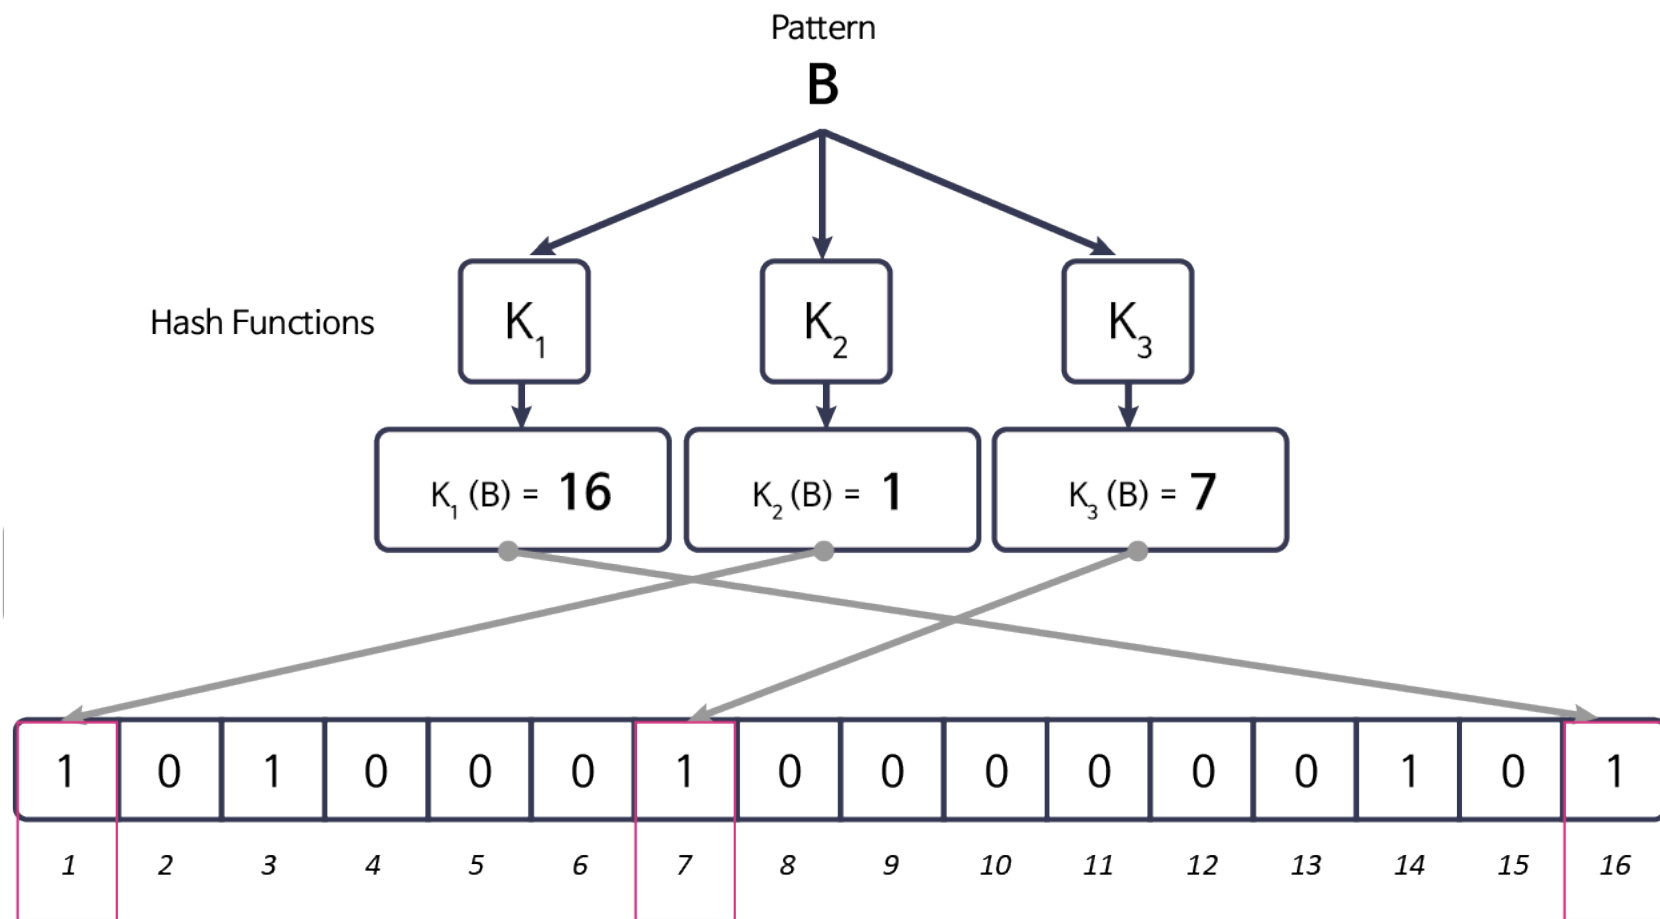 Pattern
B
Hash Functions
K1
K2
K3
K1 (B) = 16
K2 (B) = 1
K3 (B) = 7
1 0 1 0 0 0 1 0 0 0 0 0 0 1 0 1
1 2 3 4 5 6 7 8 9 10 11 12 13 14 15 16